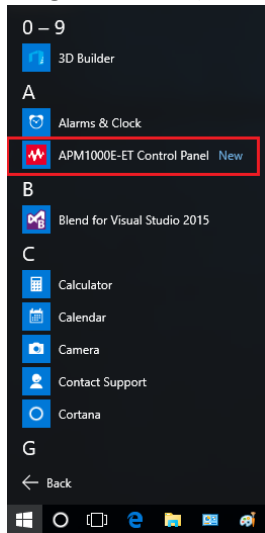 0 – 9
3D Builder
A
Alarms & Clock
APM1000E-ET Control Panel New
B
Blend for Visual Studio 2015
C
Calculator
Calendar
Camera
Contact Support
Cortana
G
Back